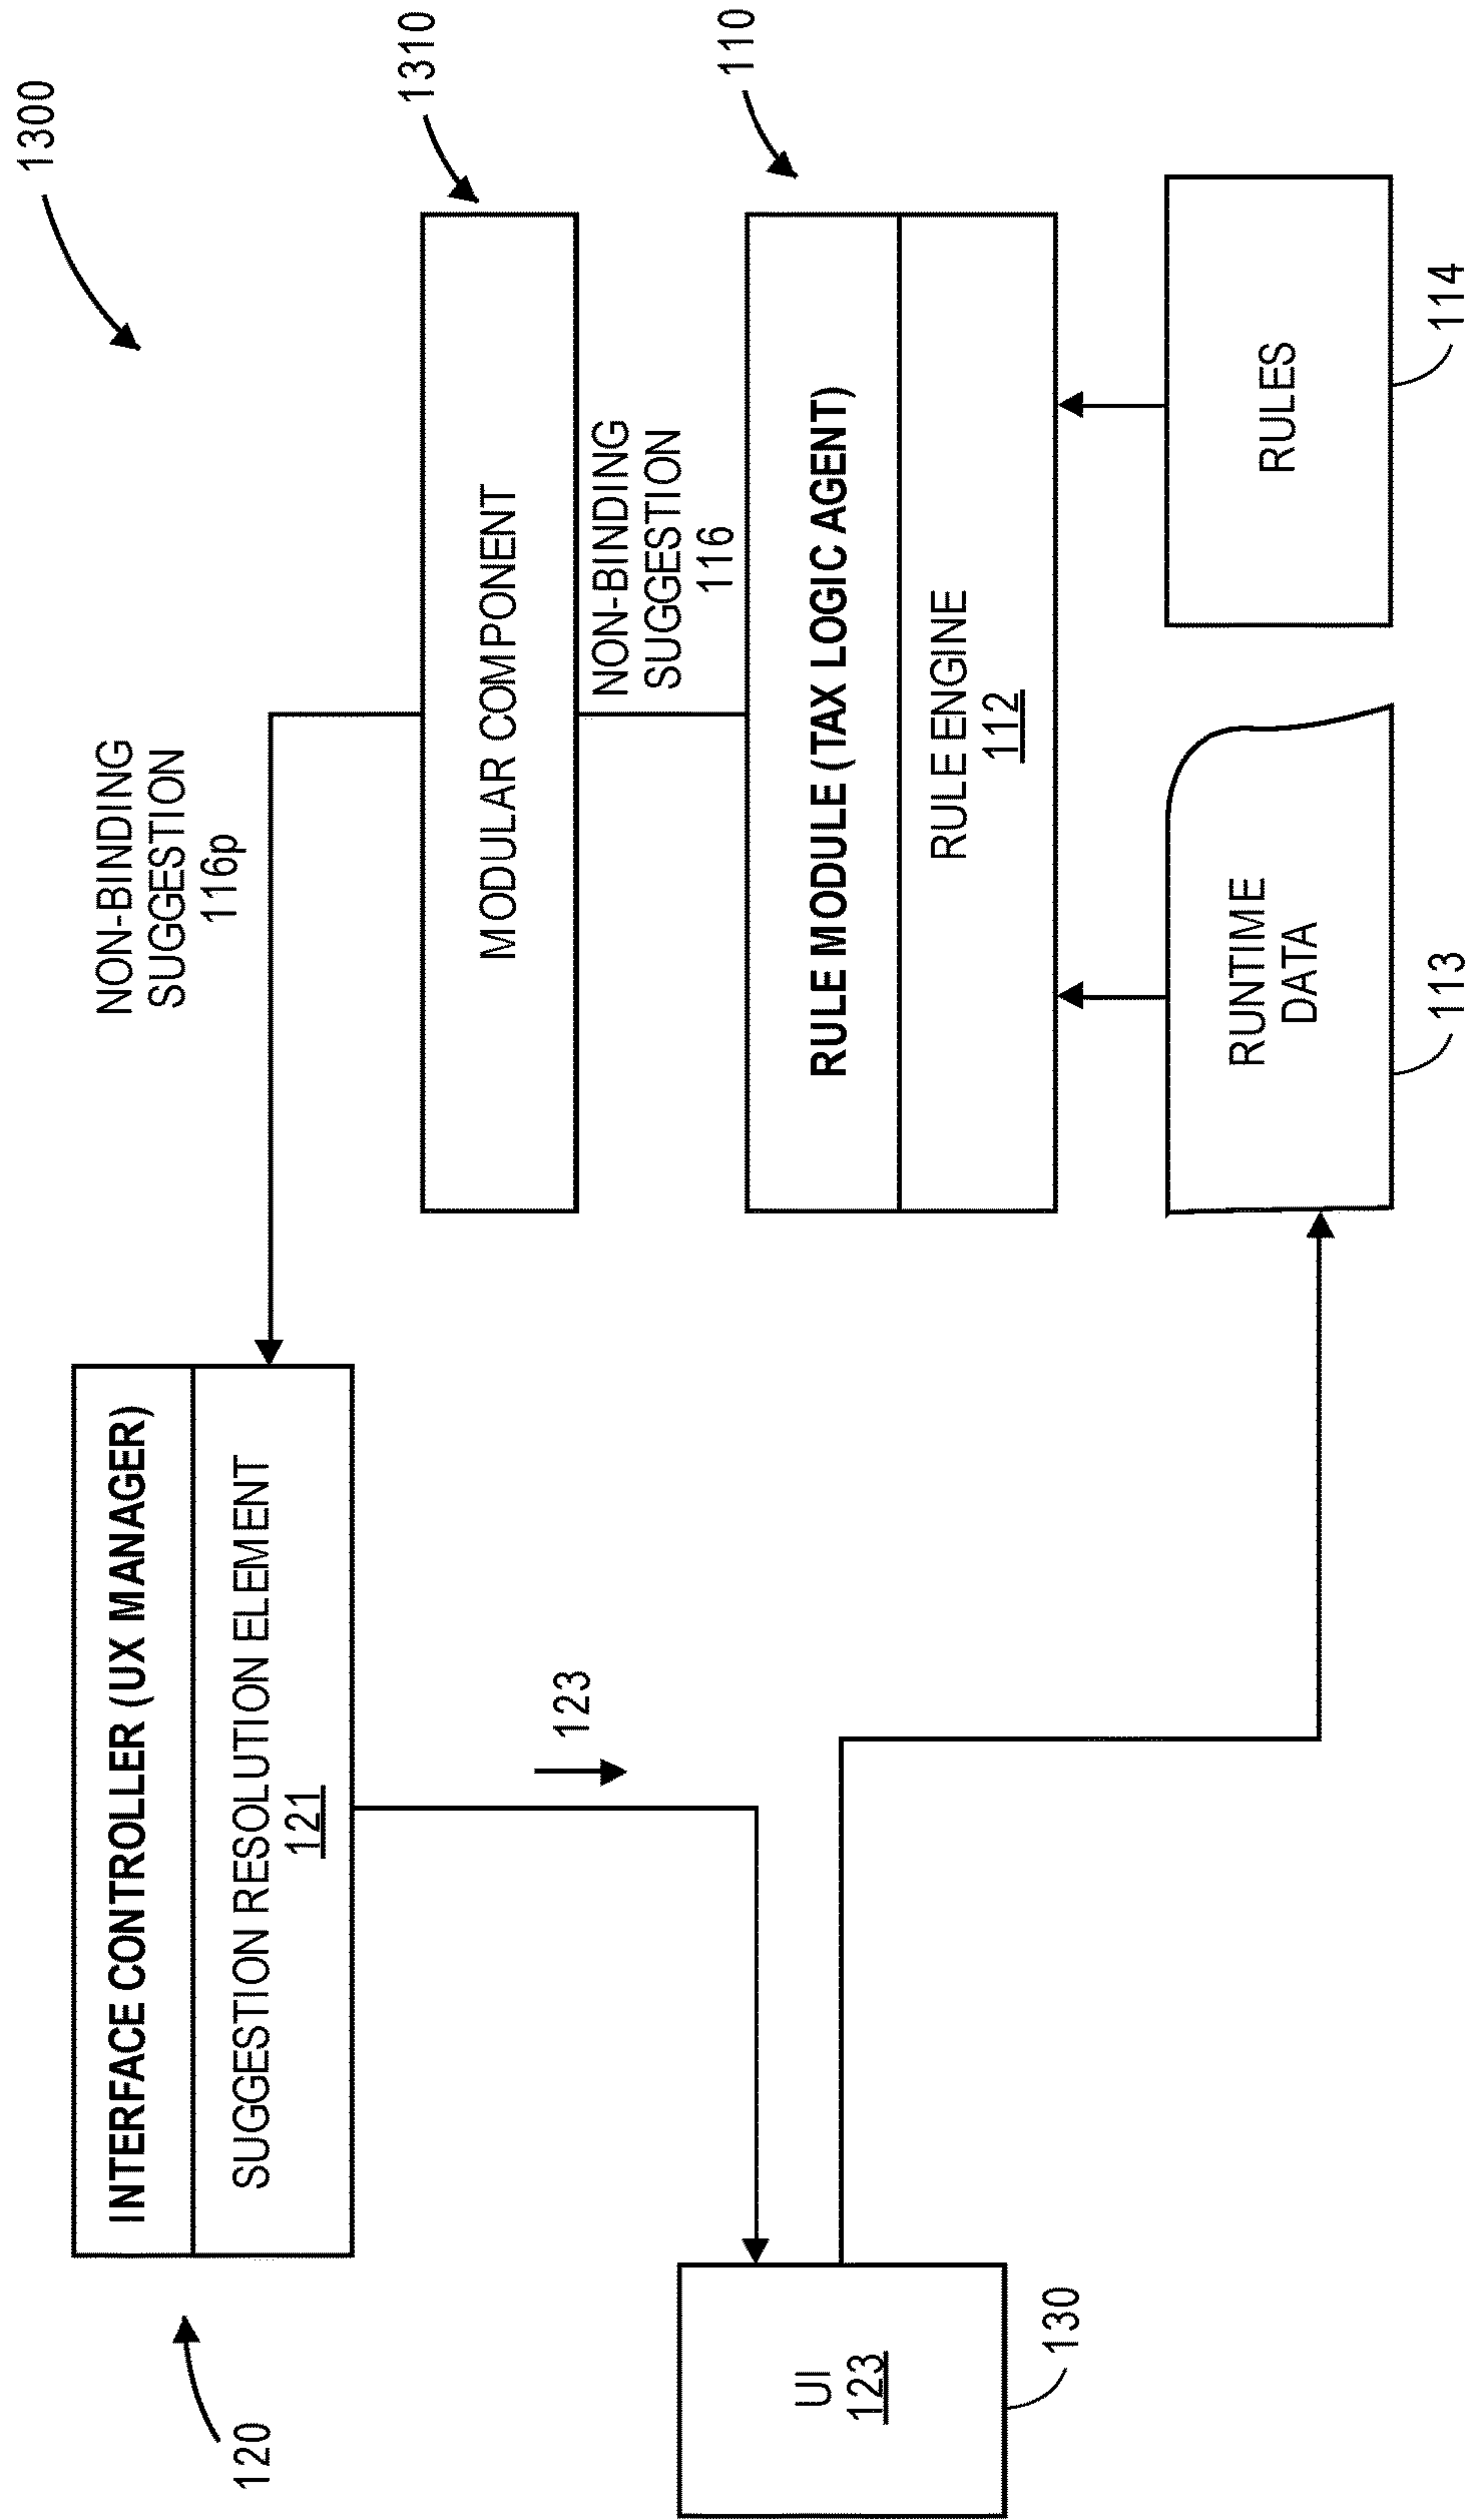 1300
120
INTERFACE CONTROLLER (UX MANAGER)
SUGGESTION RESOLUTION ELEMENT
121
NON-BINDING
SUGGESTION
116p
1310
MODULAR COMPONENT
123
NON-BINDING
SUGGESTION
116
110
RULE MODULE (TAX LOGIC AGENT)
RULE ENGINE
112
UI
123
130
RUNTIME
DATA
113
RULES
114